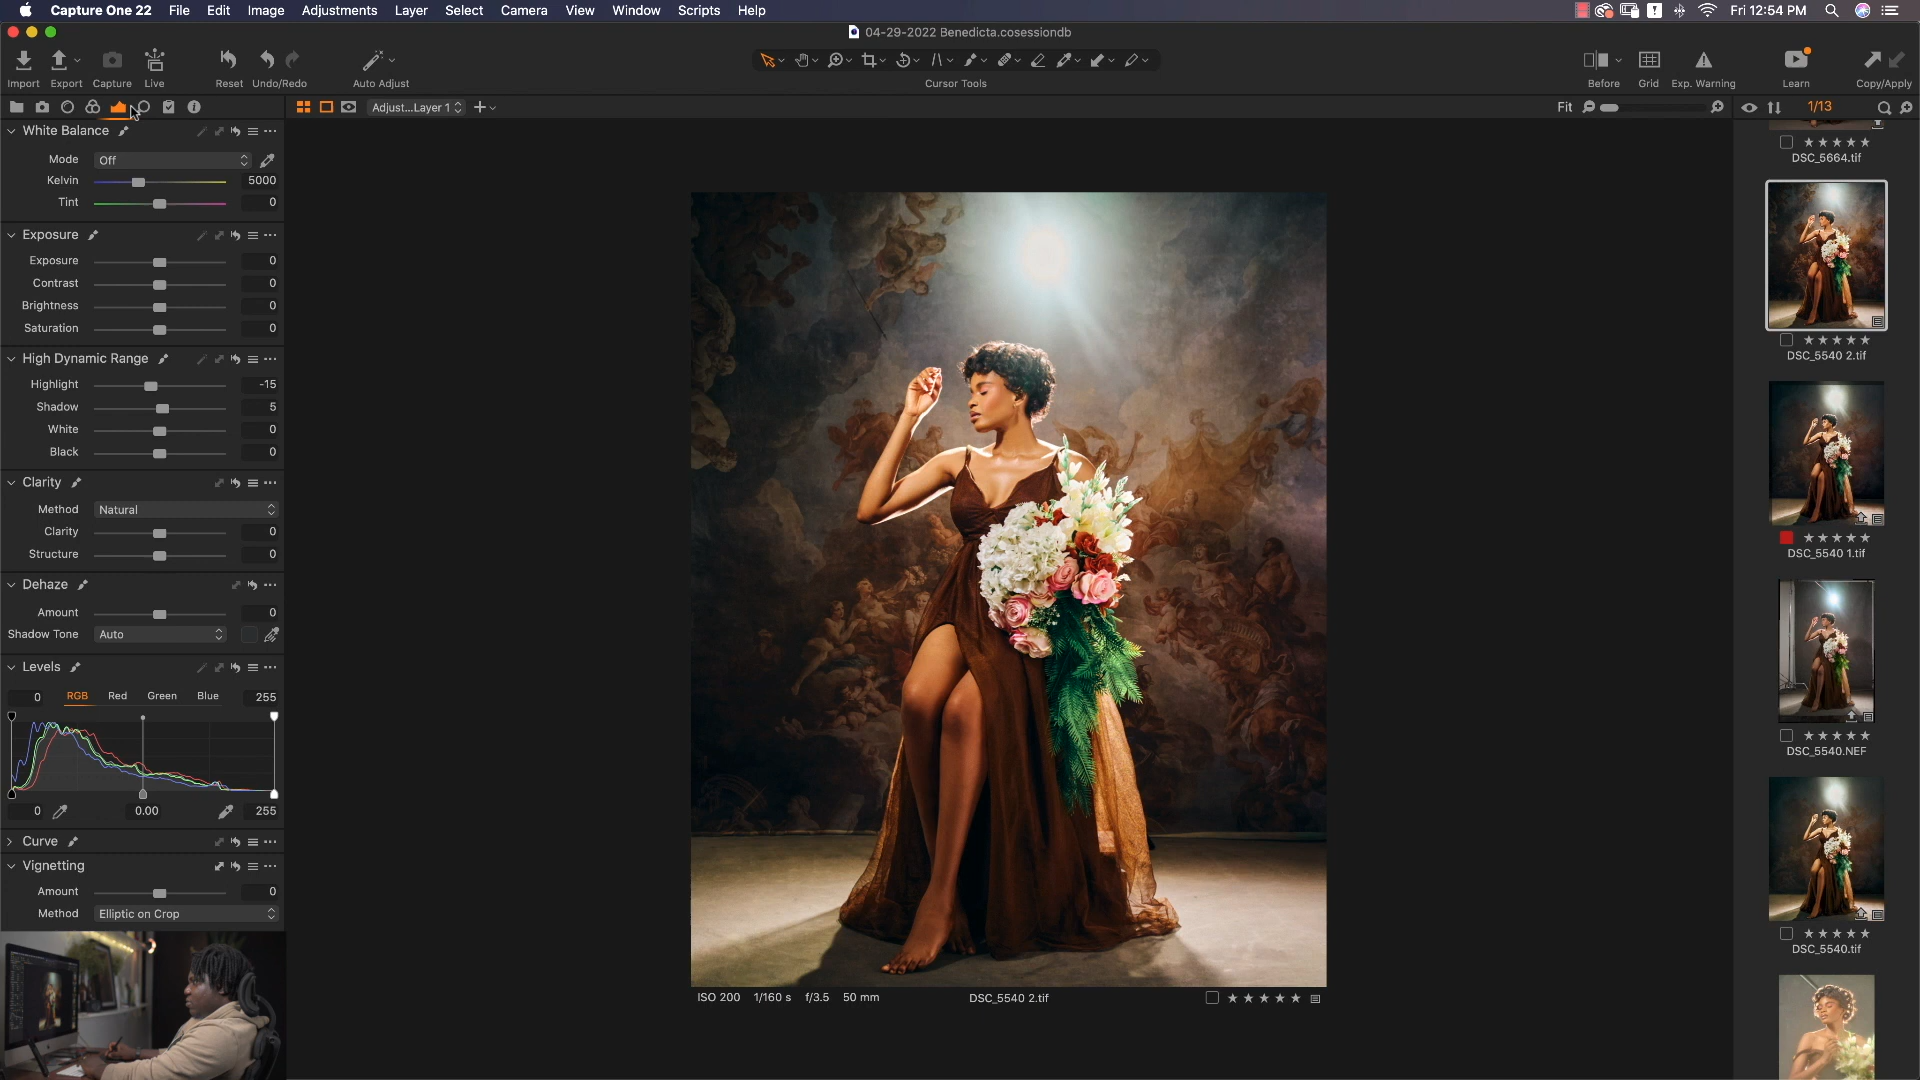 Capture One 22 File Edit Image Adjustments Layer Select Camera View Window Scripts Help Fri 12:54 PM
04-29-2022 Benedicta.cosessiondb
Import Export Capture Live Reset Undo/Redo Auto Adjust Cursor Tools Before Grid Exp. Warning Learn Copy/Apply
Adjust...Layer 1 Fit 1/13
White Balance
Mode Off
Kelvin 5000
Tint 0
Exposure
Exposure 0
Contrast 0
Brightness 0
Saturation 0
High Dynamic Range
Highlight -15
Shadow 5
White 0
Black 0
Clarity
Method Natural
Clarity 0
Structure 0
Dehaze
Amount 0
Shadow Tone Auto
Levels
0 RGB Red Green Blue 255
0 0.00 255
Curve
Vignetting
Amount 0
Method Elliptic on Crop
ISO 200 1/160 s f/3.5 50 mm DSC_5540 2.tif
DSC_5664.tif
DSC_5540 2.tif
DSC_5540 1.tif
DSC_5540.NEF
DSC_5540.tif